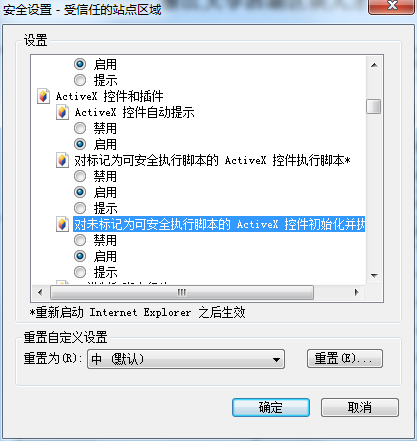 安全设置 - 受信任的站点区域
设置
启用
提示
ActiveX 控件和插件
ActiveX 控件自动提示
禁用
启用
对标记为可安全执行脚本的 ActiveX 控件执行脚本*
禁用
启用
提示
对未标记为可安全执行脚本的 ActiveX 控件初始化并执
禁用
启用
提示
*重新启动 Internet Explorer 之后生效
重置自定义设置
重置为(R): 中 (默认) 重置(E)...
确定 取消